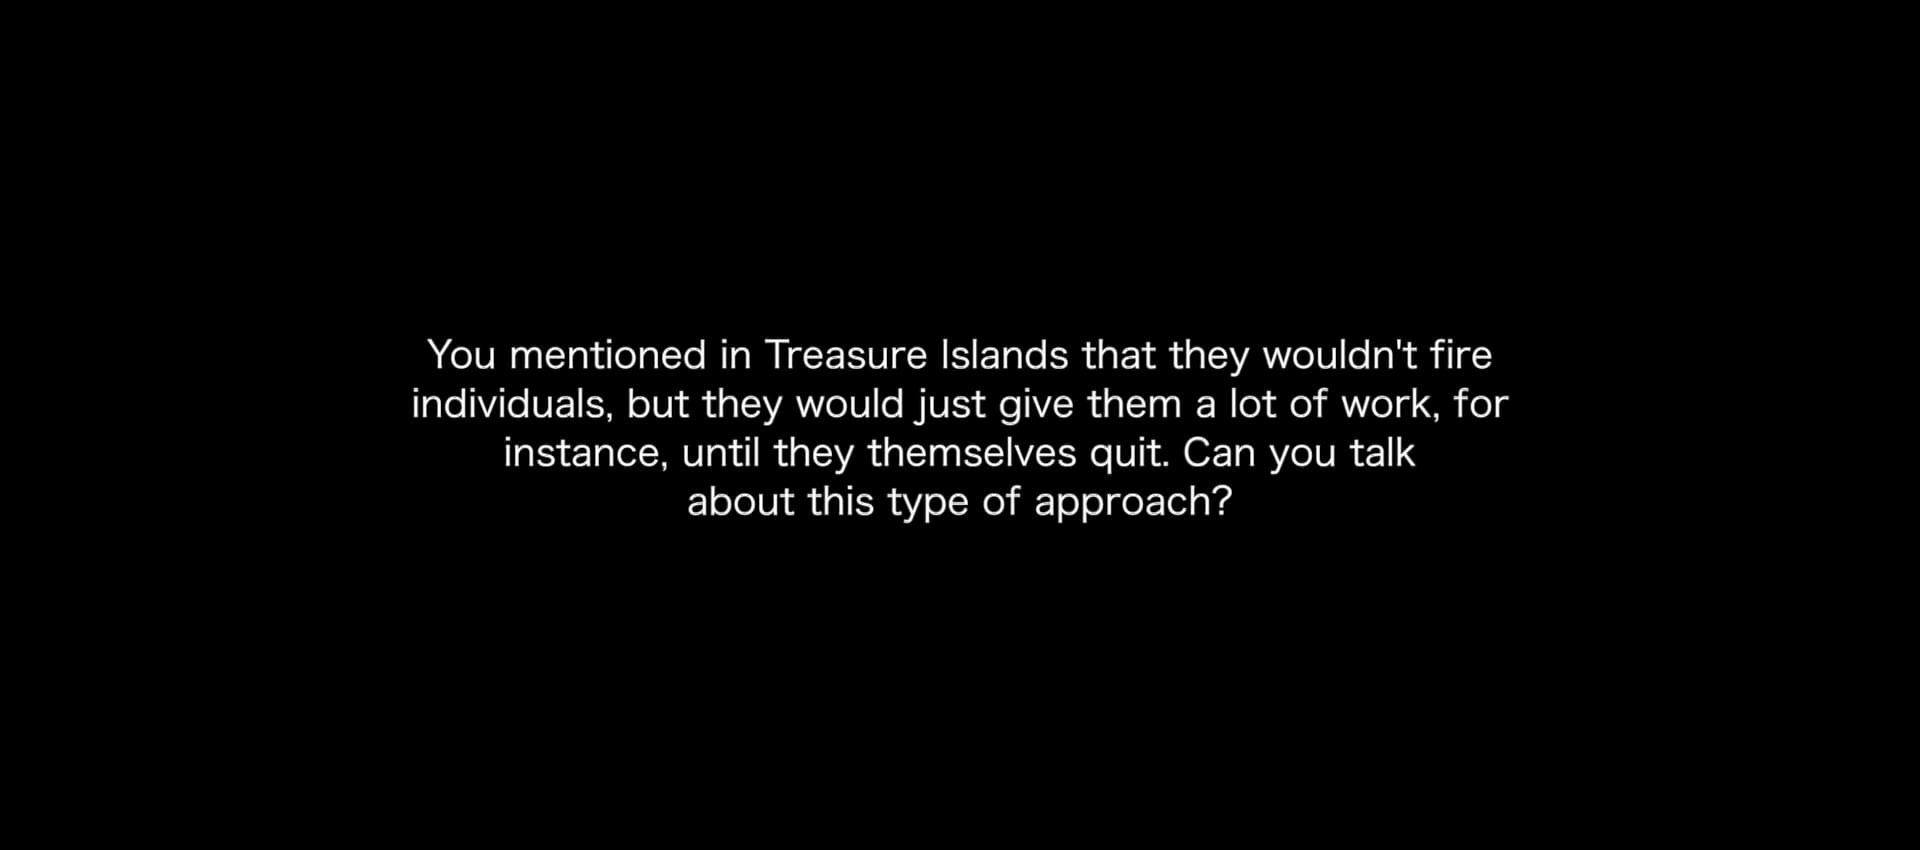 You mentioned in Treasure Islands that they wouldn't fire
individuals, but they would just give them a lot of work, for
instance, until they themselves quit. Can you talk
about this type of approach?